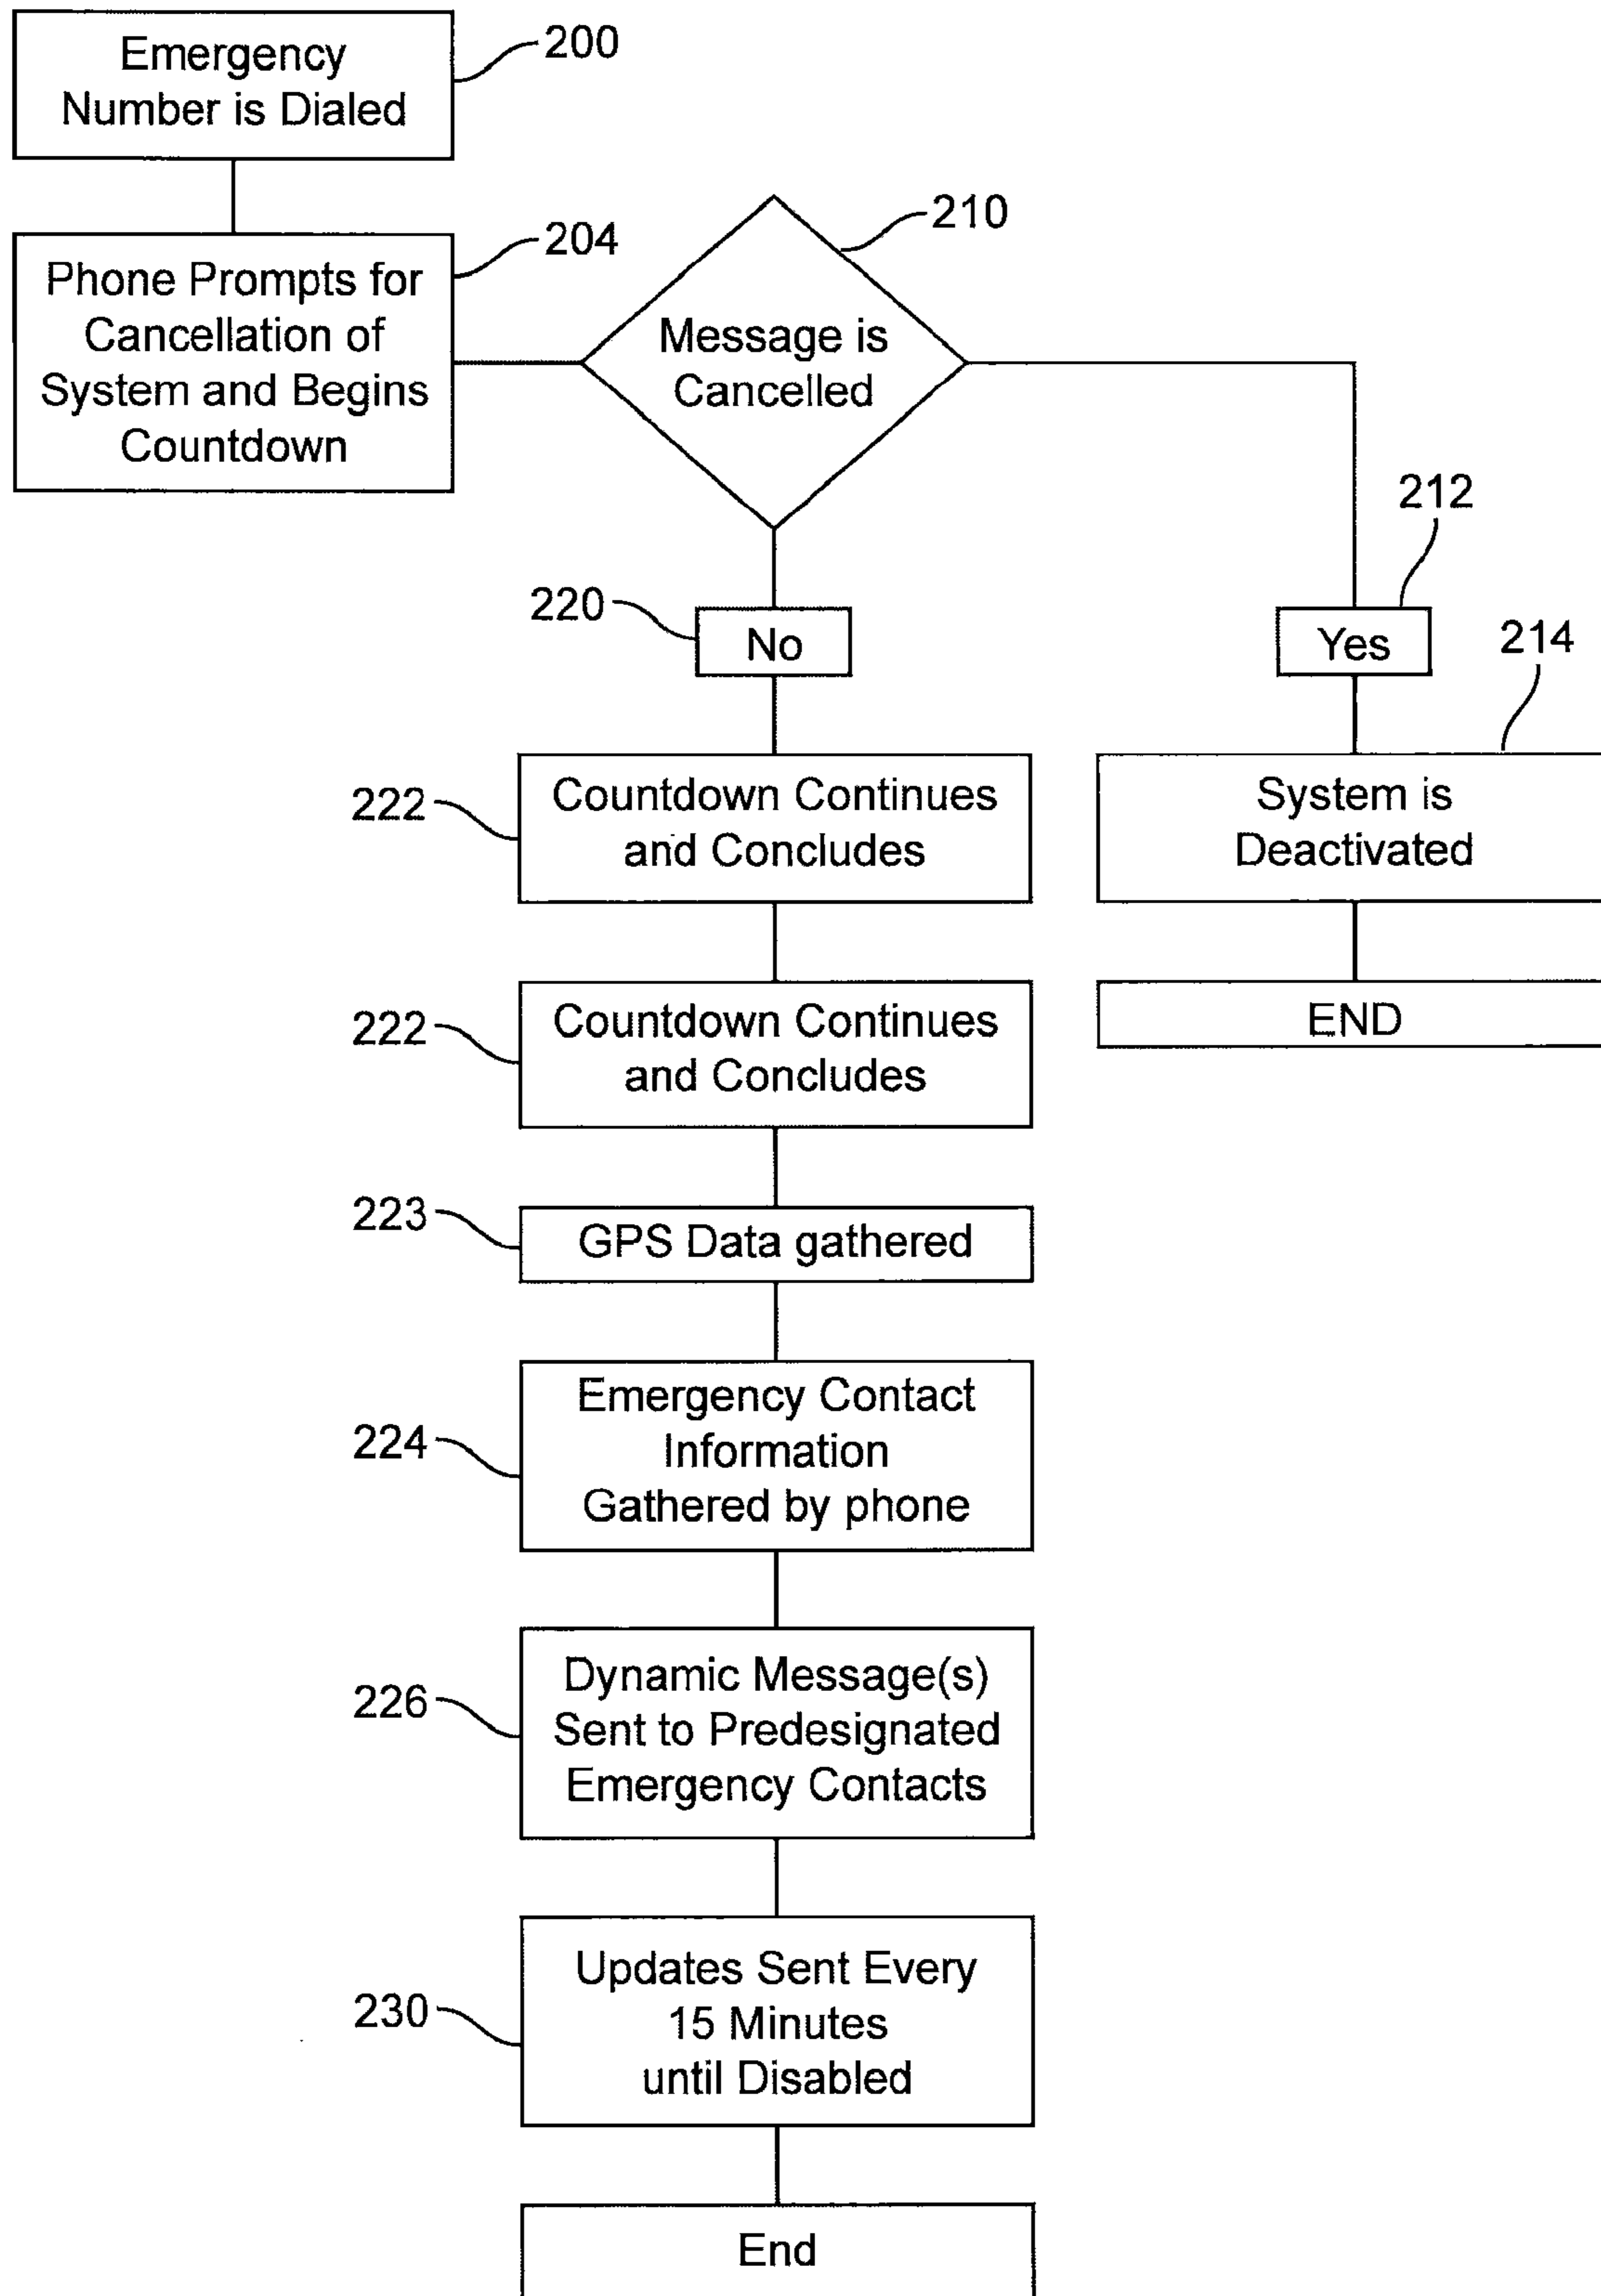 Emergency
Number is Dialed
200
Phone Prompts for
Cancellation of
System and Begins
Countdown
204
Message is
Cancelled
210
212
220
No
Yes
214
222
Countdown Continues
and Concludes
System is
Deactivated
222
Countdown Continues
and Concludes
END
223
GPS Data gathered
224
Emergency Contact
Information
Gathered by phone
226
Dynamic Message(s)
Sent to Predesignated
Emergency Contacts
230
Updates Sent Every
15 Minutes
until Disabled
End